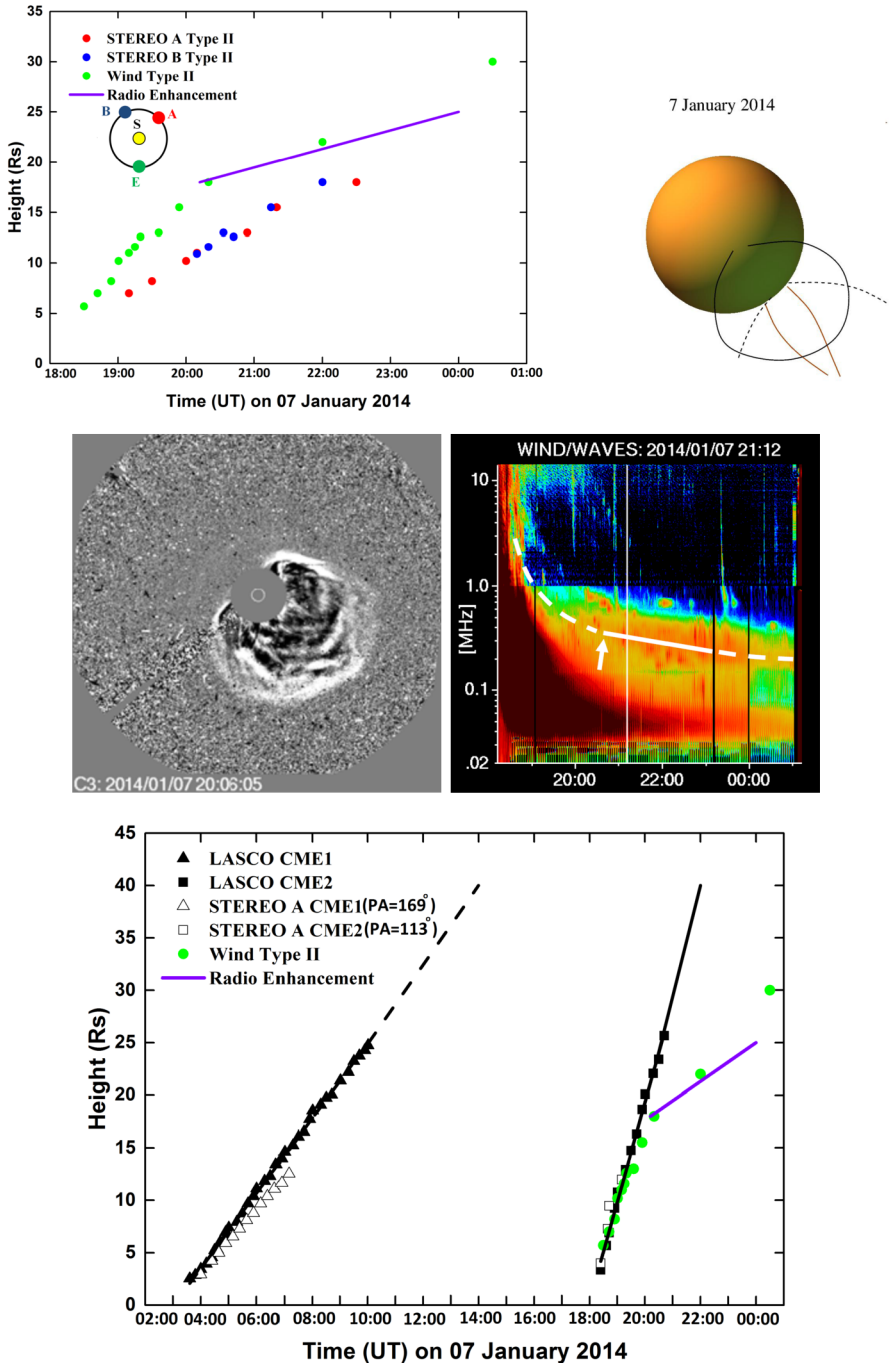 35
30
25
20
15
10
5
0
Height (Rs)
STEREO A Type II
STEREO B Type II
Wind Type II
Radio Enhancement
B
A
S
E
18:00 19:00 20:00 21:00 22:00 23:00 00:00 01:00
Time (UT) on 07 January 2014
7 January 2014
C3: 2014/01/07 20:06:05
WIND/WAVES: 2014/01/07 21:12
10
1.0
0.1
.02
[MHz]
20:00 22:00 00:00
45
40
35
30
25
20
15
10
5
0
Height (Rs)
LASCO CME1
LASCO CME2
STEREO A CME1(PA=169°)
STEREO A CME2(PA=113°)
Wind Type II
Radio Enhancement
02:00 04:00 06:00 08:00 10:00 12:00 14:00 16:00 18:00 20:00 22:00 00:00
Time (UT) on 07 January 2014